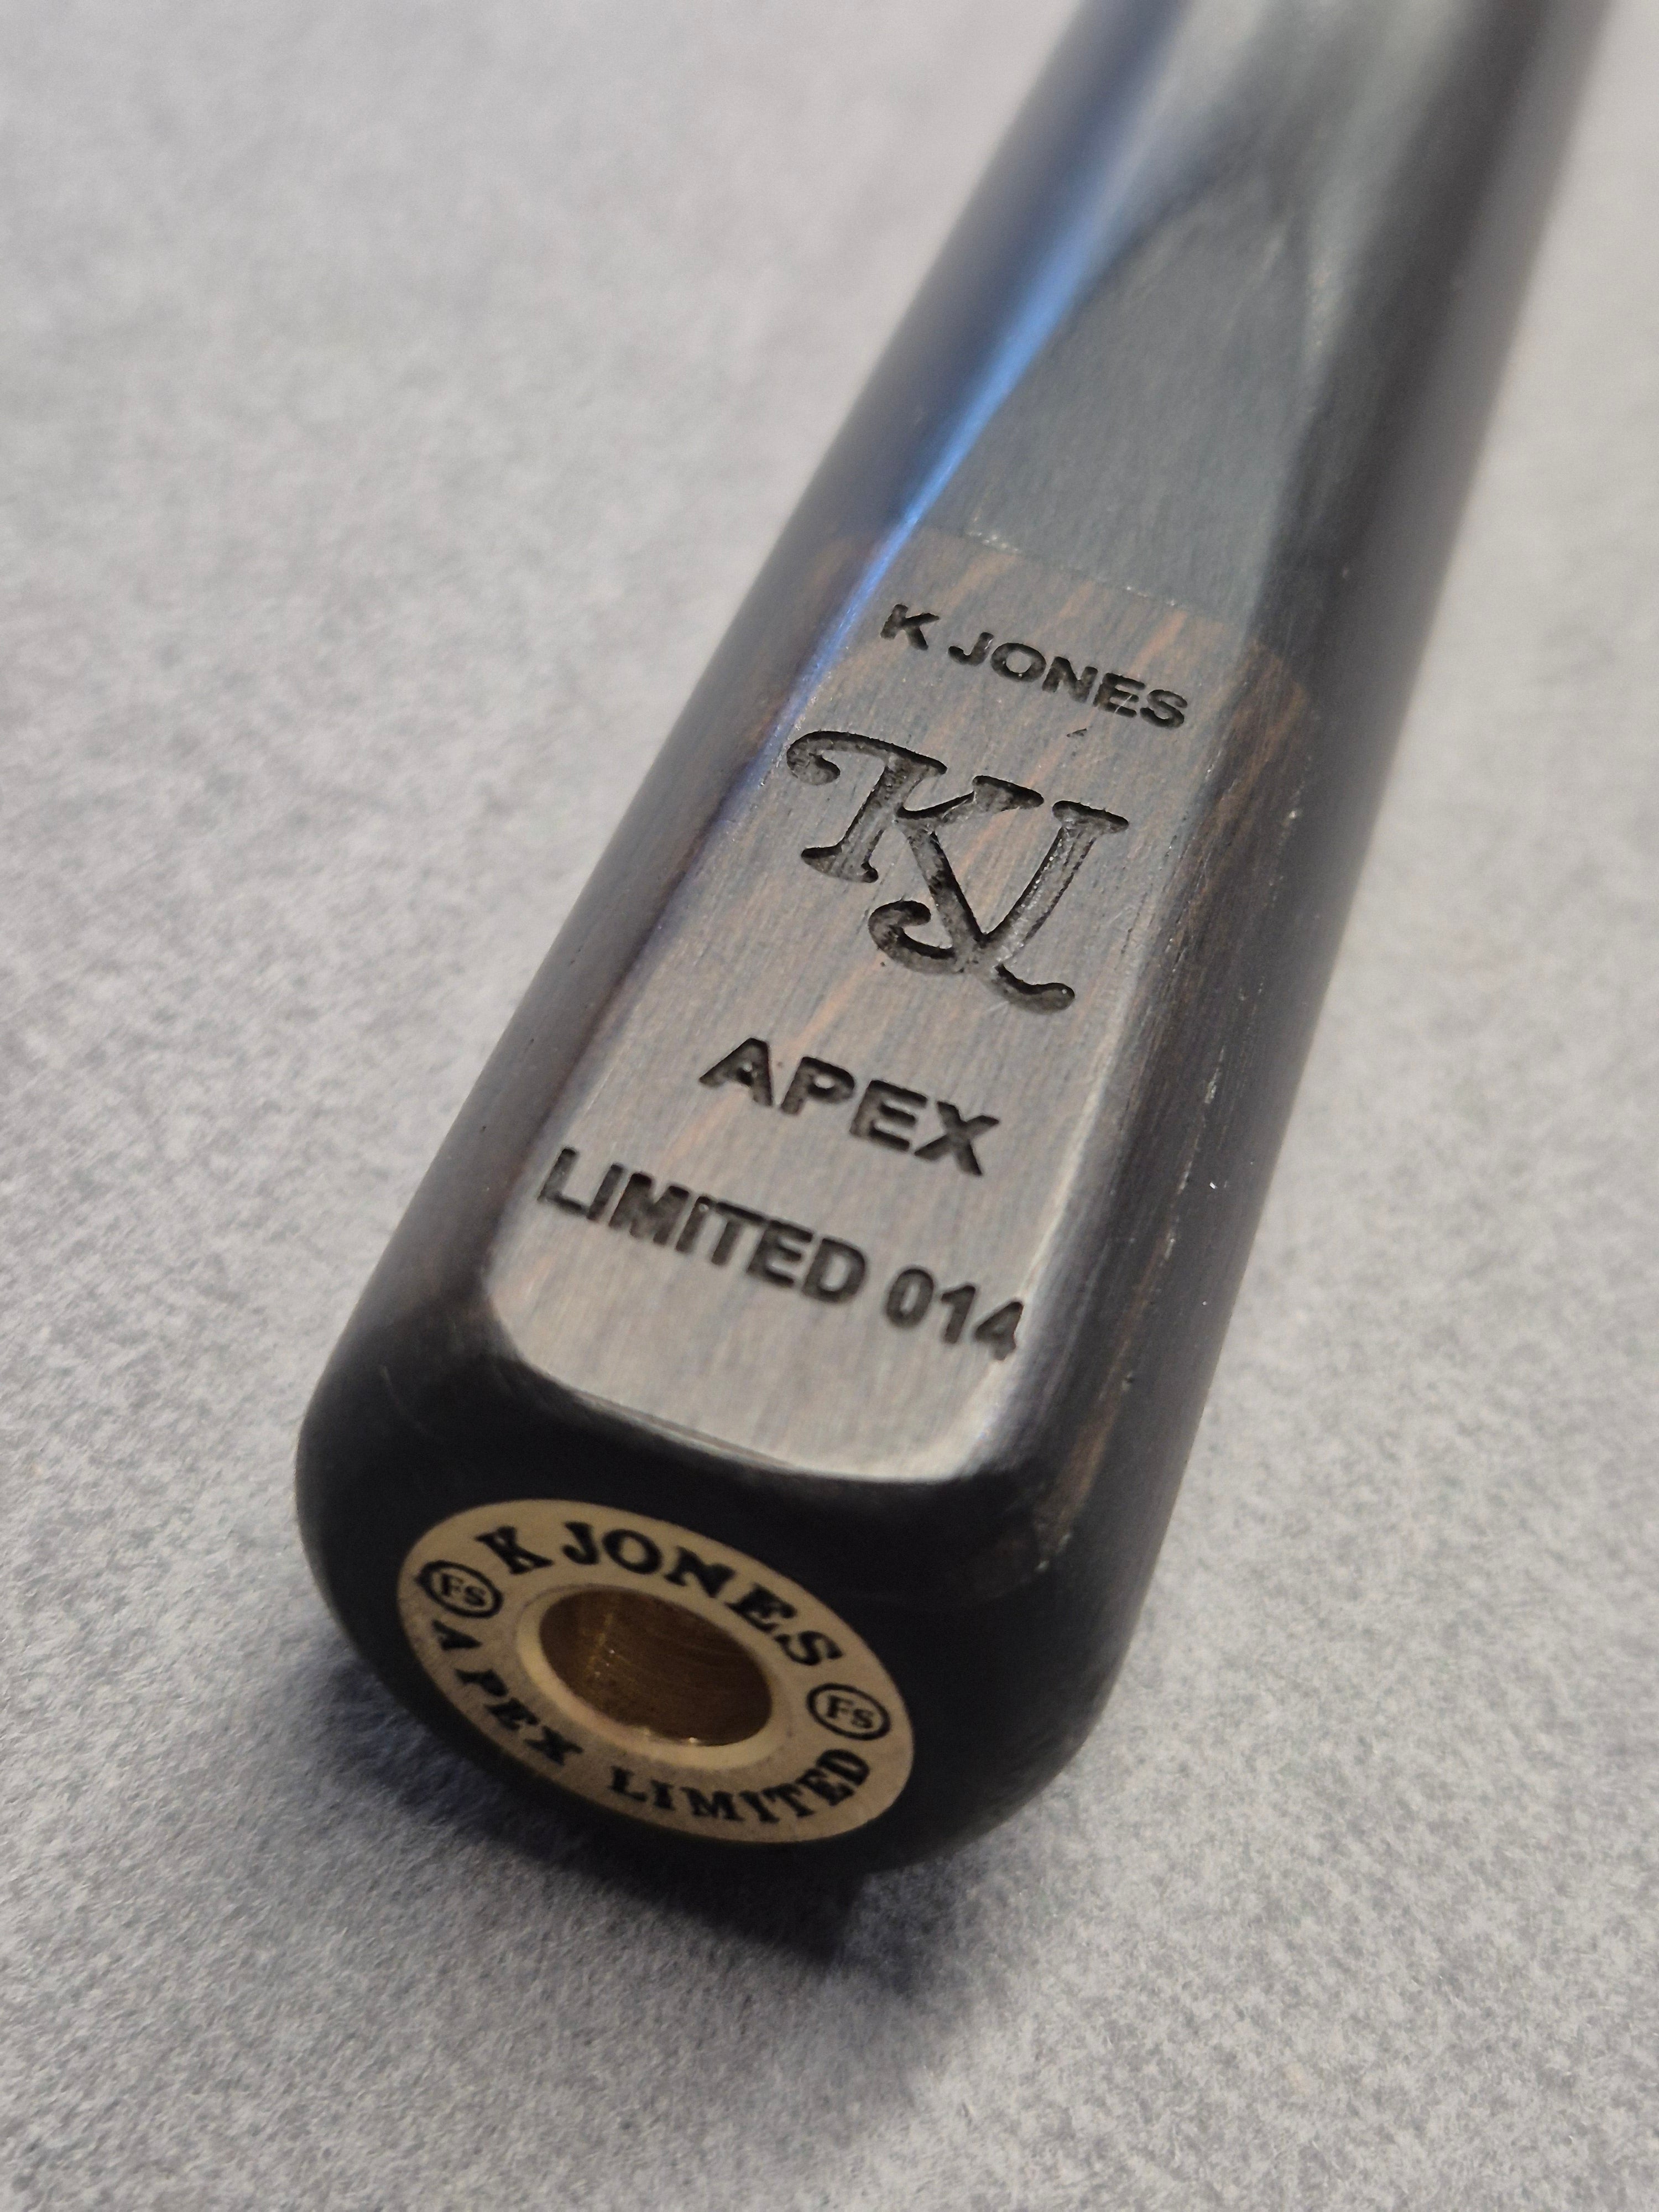 K JONES
KJ
APEX
LIMITED 014
K JONES
FS
FS
APEX LIMITED